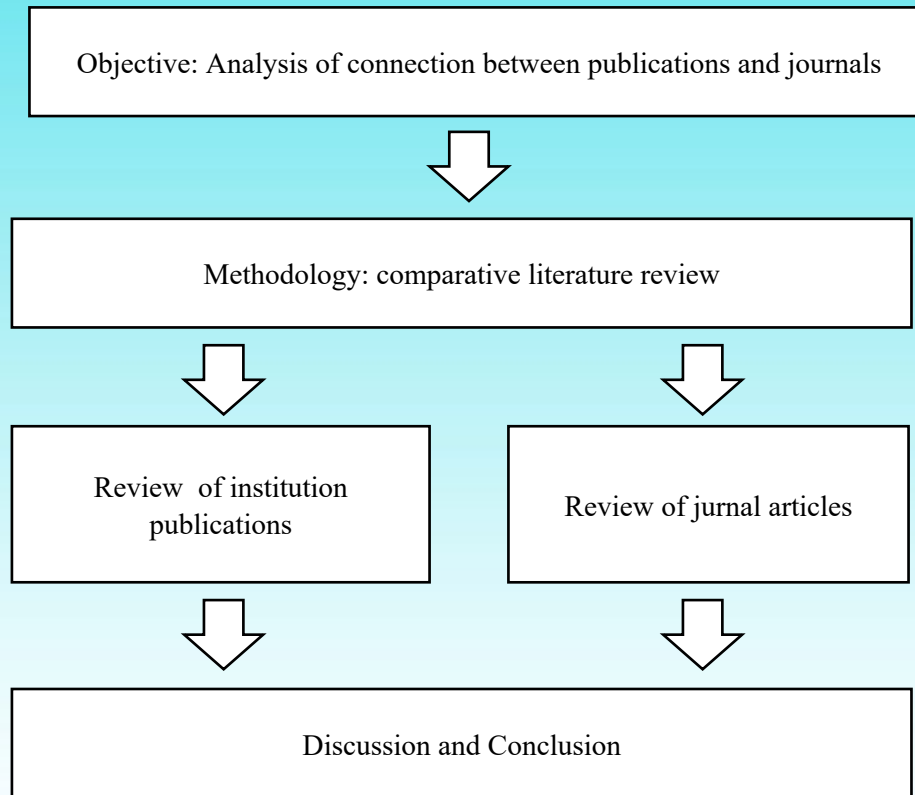 Objective: Analysis of connection between publications and journals
Methodology: comparative literature review
Review  of institution
publications
Review of jurnal articles
Discussion and Conclusion